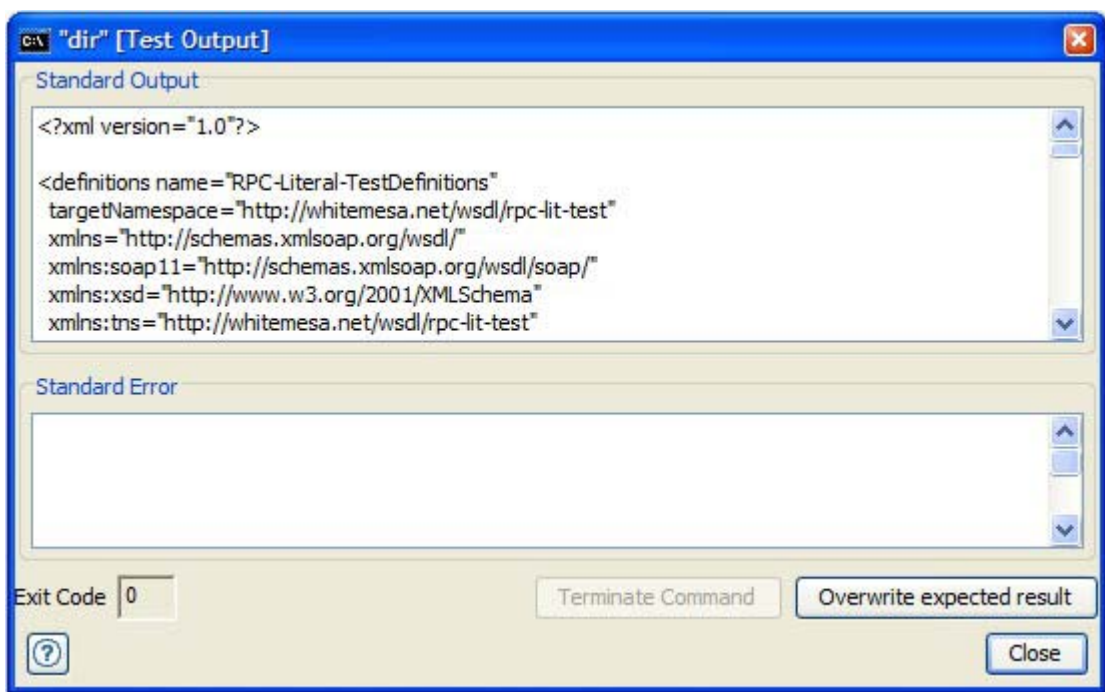 C:\ "dir" [Test Output]
Standard Output
<?xml version="1.0"?>
<definitions name="RPC-Literal-TestDefinitions"
targetNamespace="http://whitemesa.net/wsdl/rpc-lit-test"
xmlns="http://schemas.xmlsoap.org/wsdl/"
xmlns:soap11="http://schemas.xmlsoap.org/wsdl/soap/"
xmlns:xsd="http://www.w3.org/2001/XMLSchema"
xmlns:tns="http://whitemesa.net/wsdl/rpc-lit-test"
Standard Error
Exit Code 0 Terminate Command Overwrite expected result
? Close